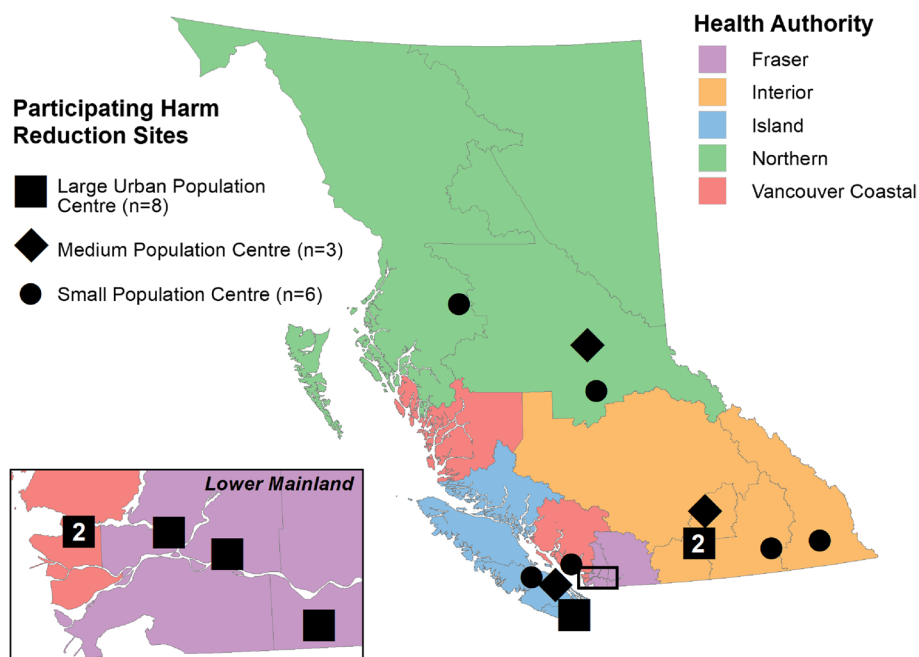 Health Authority
Fraser
Interior
Island
Northern
Vancouver Coastal
Participating Harm
Reduction Sites
Large Urban Population
Centre (n=8)
Medium Population Centre (n=3)
Small Population Centre (n=6)
Lower Mainland
2
2